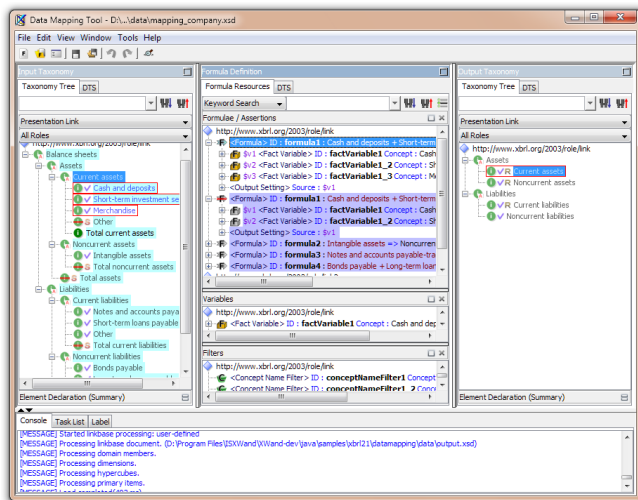 Data Mapping Tool - D:\...\data\mapping_company.xsd
File Edit View Window Tools Help
Input Taxonomy
Taxonomy Tree DTS
Presentation Link
All Roles
http://www.xbrl.org/2003/role/link
Balance sheets
Assets
Current assets
Cash and deposits
Short-term investment se
Merchandise
Other
Total current assets
Noncurrent assets
Intangible assets
Total noncurrent assets
Total assets
Liabilities
Current liabilities
Notes and accounts paya
Short-term loans payable
Other
Total current liabilities
Noncurrent liabilities
Bonds payable
Element Declaration (Summary)
Formula Definition
Formula Resources DTS
Keyword Search
Formulae / Assertions
http://www.xbrl.org/2003/role/link
<Formula> ID : formula1 : Cash and deposits + Short-term
$v1 <Fact Variable> ID : factVariable1 Concept : Cash
$v2 <Fact Variable> ID : factVariable1_2 Concept : Sh
$v3 <Fact Variable> ID : factVariable1_3 Concept : Me
<Output Setting> Source : $v1
<Formula> ID : formula1 : Cash and deposits + Short-term
$v1 <Fact Variable> ID : factVariable1 Concept : Cash
$v2 <Fact Variable> ID : factVariable1_2 Concept : Sh
<Output Setting> Source : $v1
<Formula> ID : formula2 : Intangible assets => Noncurren
<Formula> ID : formula3 : Notes and accounts payable-tra
<Formula> ID : formula4 : Bonds payable + Long-term loan
Variables
http://www.xbrl.org/2003/role/link
<Fact Variable> ID : factVariable1 Concept : Cash and dep
Filters
http://www.xbrl.org/2003/role/link
<Concept Name Filter> ID : conceptNameFilter1 Concept
<Concept Name Filter> ID : conceptNameFilter1_2 Conc
Output Taxonomy
Taxonomy Tree DTS
Presentation Link
All Roles
http://www.xbrl.org/2003/role/link
Assets
R Current assets
R Noncurrent assets
Liabilities
R Current liabilities
Noncurrent liabilities
Element Declaration (Summary)
Console Task List Label
[MESSAGE] Started linkbase processing: user-defined
[MESSAGE] Processing linkbase document. (D:\Program Files\ISXWand\XWand-dev\java\samples\xbrl21\datamapping\data\output.xsd)
[MESSAGE] Processing domain members.
[MESSAGE] Processing dimensions.
[MESSAGE] Processing hypercubes.
[MESSAGE] Processing primary items.